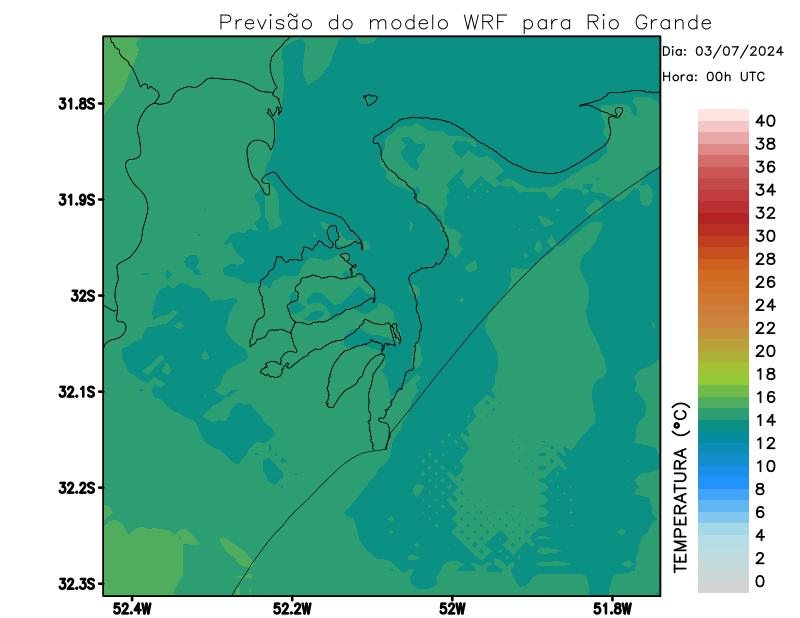 Previsão do modelo WRF para Rio Grande
Dia: 03/07/2024
Hora: 00h UTC
31.8S
31.9S
32S
32.1S
32.2S
32.3S
52.4W
52.2W
52W
51.8W
TEMPERATURA (°C)
40
38
36
34
32
30
28
26
24
22
20
18
16
14
12
10
8
6
4
2
0